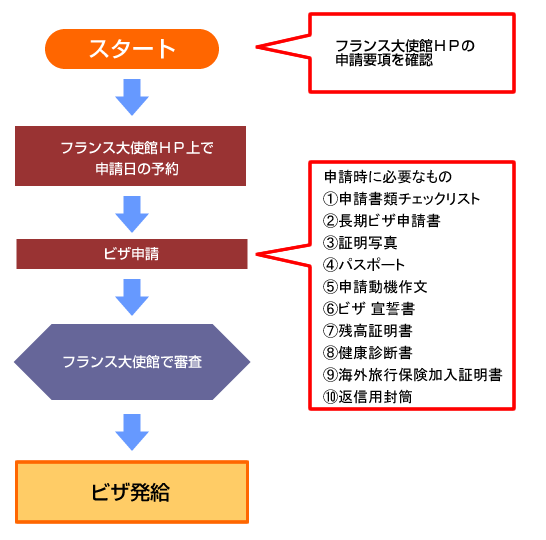 スタート
フランス大使館ＨＰの
申請要項を確認
フランス大使館ＨＰ上で
申請日の予約
ビザ申請
申請時に必要なもの
①申請書類チェックリスト
②長期ビザ申請書
③証明写真
④パスポート
⑤申請動機作文
⑥ビザ 宣誓書
⑦残高証明書
⑧健康診断書
⑨海外旅行保険加入証明書
⑩返信用封筒
フランス大使館で審査
ビザ発給